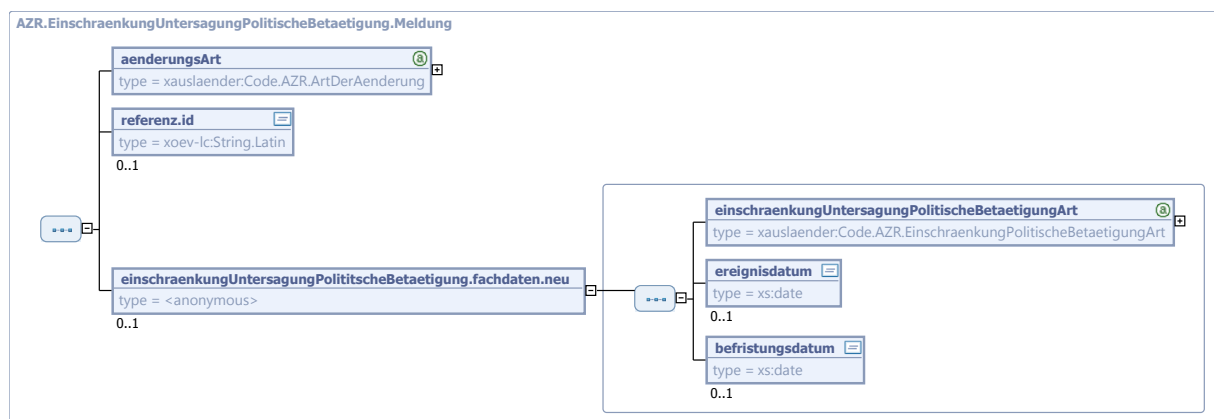 AZR.EinschraenkungUntersagungPolitischeBetaetigung.Meldung
aenderungsArt
type = xauslaender:Code.AZR.ArtDerAenderung
referenz.id
type = xoev-lc:String.Latin
0..1
einschraenkungUntersagungPolititscheBetaetigung.fachdaten.neu
type = <anonymous>
0..1
einschraenkungUntersagungPolitischeBetaetigungArt
type = xauslaender:Code.AZR.EinschraenkungPolitischeBetaetigungArt
ereignisdatum
type = xs:date
0..1
befristungsdatum
type = xs:date
0..1